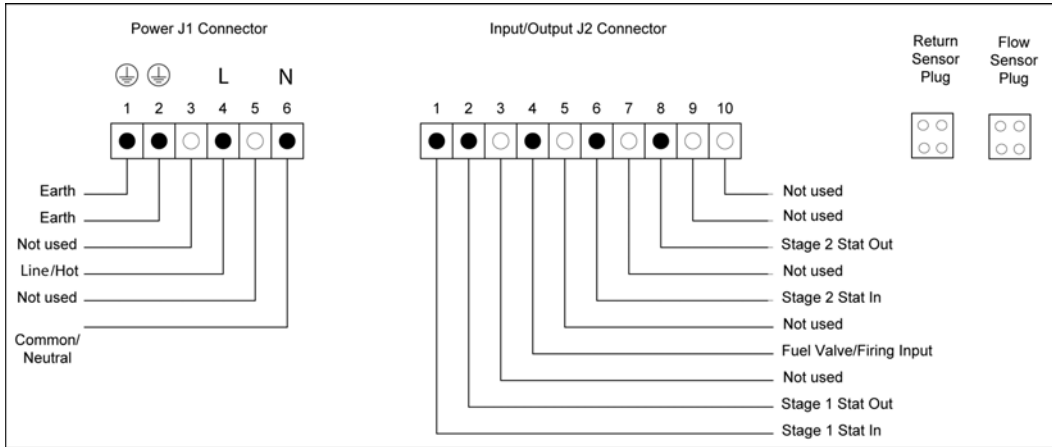 Power J1 Connector
Input/Output J2 Connector
Return
Sensor
Plug
Flow
Sensor
Plug
L
N
1 2 3 4 5 6
1 2 3 4 5 6 7 8 9 10
Earth
Earth
Not used
Line/Hot
Not used
Common/
Neutral
Not used
Not used
Stage 2 Stat Out
Not used
Stage 2 Stat In
Not used
Fuel Valve/Firing Input
Not used
Stage 1 Stat Out
Stage 1 Stat In